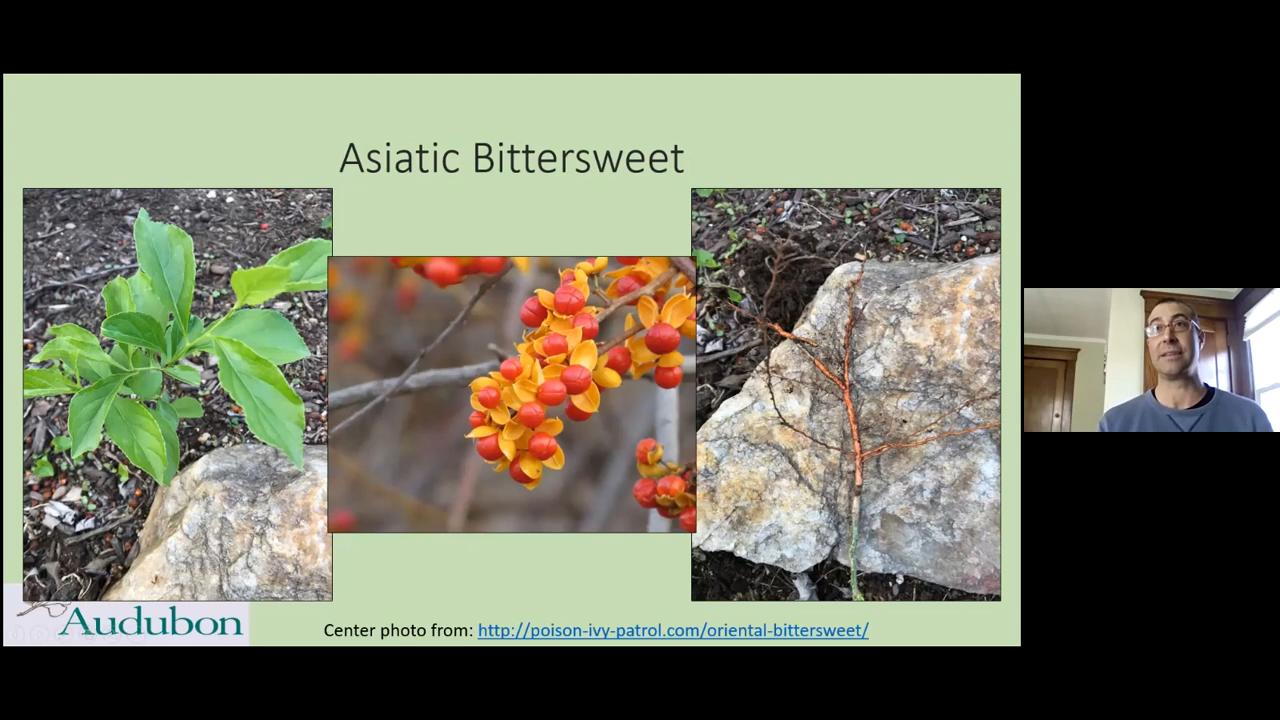 Asiatic Bittersweet
Audubon
Center photo from: http://poison-ivy-patrol.com/oriental-bittersweet/